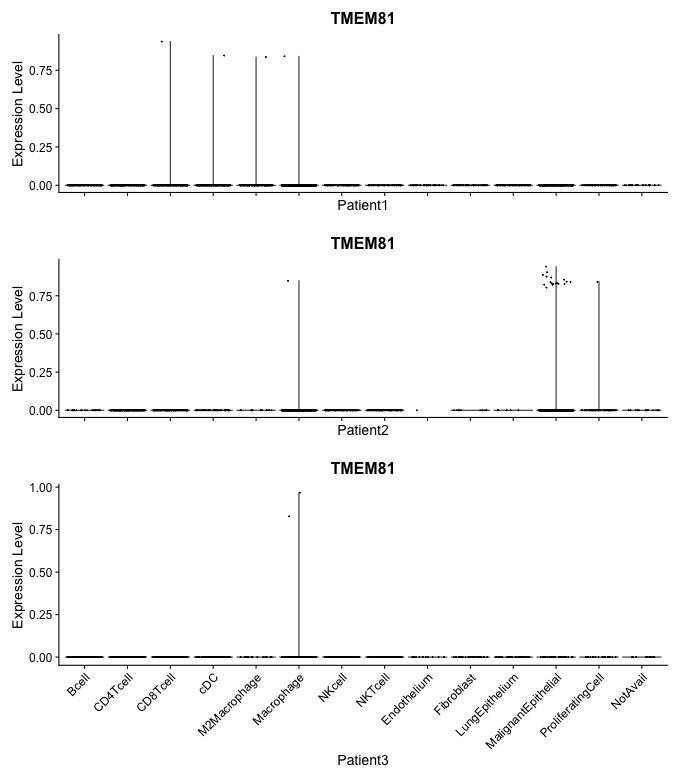 TMEM81
Expression Level
0.75
0.50
0.25
0.00
Patient1
TMEM81
Expression Level
0.75
0.50
0.25
0.00
Patient2
TMEM81
Expression Level
1.00
0.75
0.50
0.25
0.00
Bcell
CD4Tcell
CD8Tcell
cDC
M2Macrophage
Macrophage
NKcell
NKTcell
Endothelium
Fibroblast
LungEpithelium
MalignantEpithelial
ProliferatingCell
NotAvail
Patient3